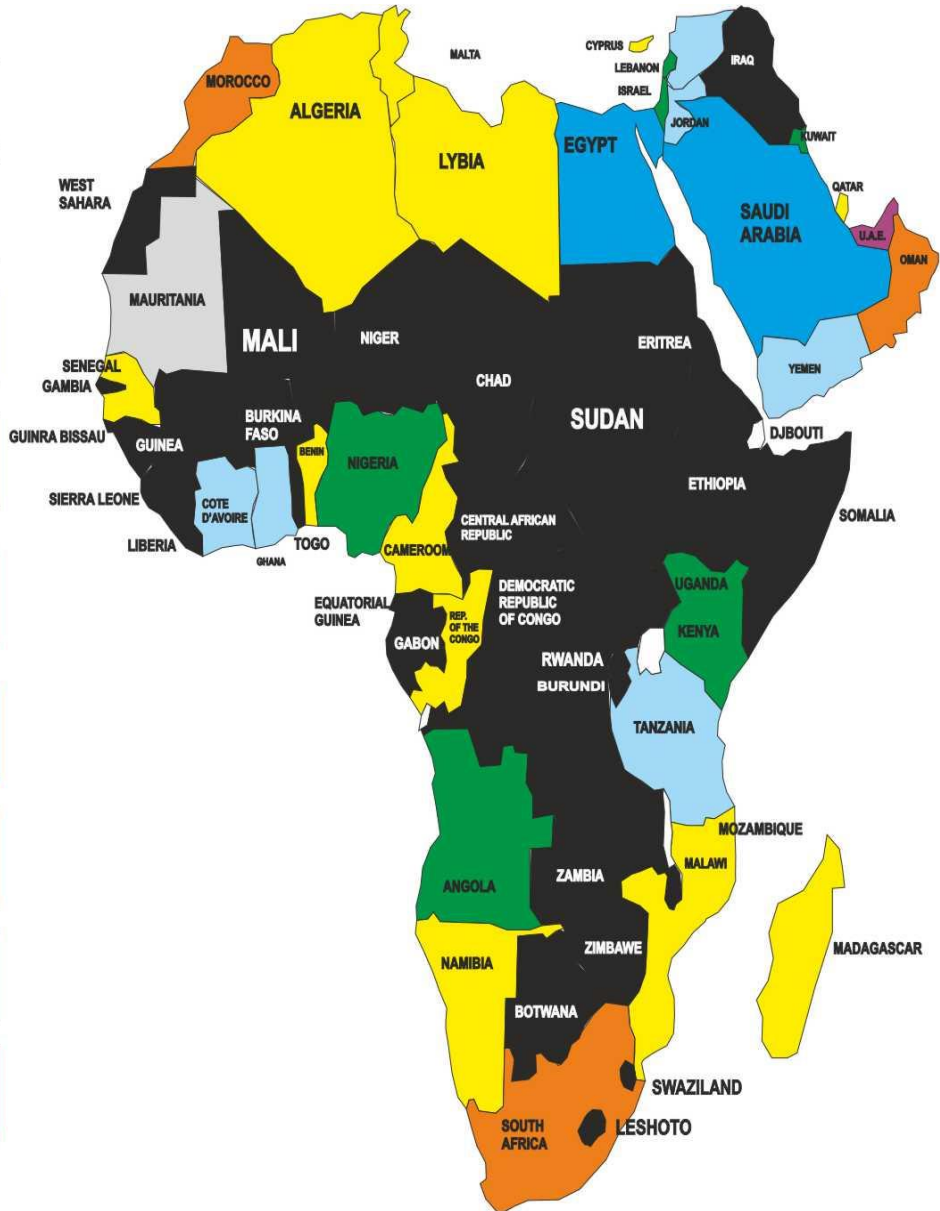 MALTA
CYPRUS
LEBANON
IRAQ
MOROCCO
ISRAEL
ALGERIA
JORDAN
KUWAIT
EGYPT
LYBIA
WEST
SAHARA
QATAR
SAUDI
ARABIA
U.A.E.
OMAN
MAURITANIA
MALI
NIGER
ERITREA
SENEGAL
YEMEN
GAMBIA
CHAD
BURKINA
FASO
SUDAN
GUINRA BISSAU
GUINEA
DJBOUTI
BENIN
NIGERIA
ETHIOPIA
SIERRA LEONE
COTE
D'AVOIRE
SOMALIA
CENTRAL AFRICAN
REPUBLIC
LIBERIA
TOGO
GHANA
CAMEROOM
UGANDA
DEMOCRATIC
REPUBLIC
OF CONGO
EQUATORIAL
GUINEA
REP.
OF THE
CONGO
KENYA
GABON
RWANDA
BURUNDI
TANZANIA
MOZAMBIQUE
MALAWI
ZAMBIA
ANGOLA
ZIMBAWE
MADAGASCAR
NAMIBIA
BOTWANA
SWAZILAND
SOUTH
AFRICA
LESHOTO